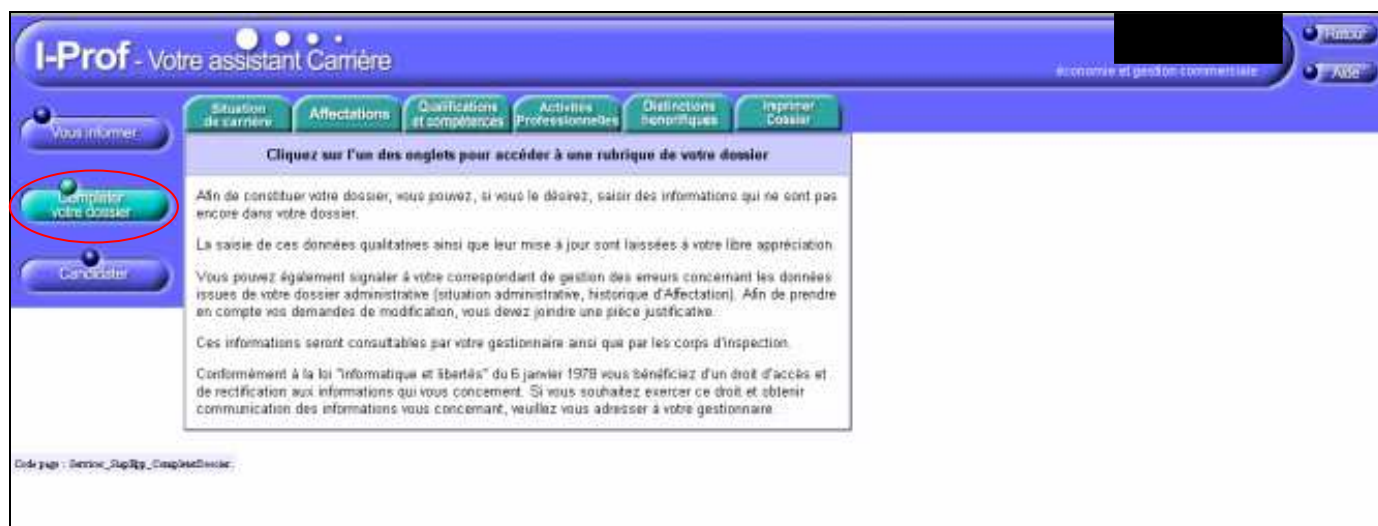 I-Prof - Votre assistant Carrière
économie et gestion commerciale
Retour
Aide
Vous informer
Compléter
votre dossier
Candidater
Situation
de carrière
Affectations
Qualifications
et compétences
Activités
Professionnelles
Distinctions
honorifiques
Imprimer
Dossier
Cliquez sur l'un des onglets pour accéder à une rubrique de votre dossier
Afin de constituer votre dossier, vous pouvez, si vous le désirez, saisir des informations qui ne sont pas
encore dans votre dossier.
La saisie de ces données qualitatives ainsi que leur mise à jour sont laissées à votre libre appréciation.
Vous pouvez également signaler à votre correspondant de gestion des erreurs concernant les données
issues de votre dossier administrative (situation administrative, historique d'Affectation). Afin de prendre
en compte vos demandes de modification, vous devez joindre une pièce justificative.
Ces informations seront consultables par votre gestionnaire ainsi que par les corps d'inspection.
Conformément à la loi "informatique et libertés" du 6 janvier 1978 vous bénéficiez d'un droit d'accès et
de rectification aux informations qui vous concernent. Si vous souhaitez exercer ce droit et obtenir
communication des informations vous concernant, veuillez vous adresser à votre gestionnaire
Code page : Service_SupApp_CompleterDossier.